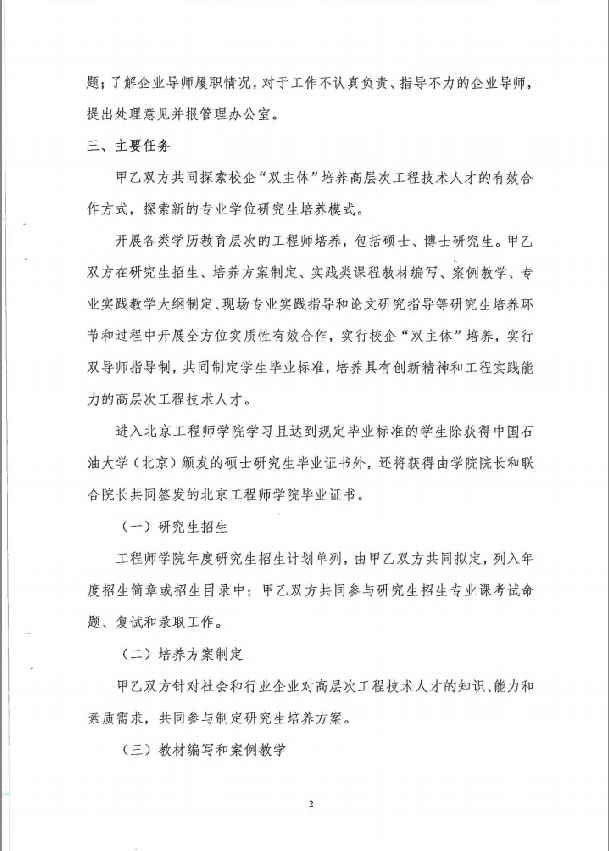 题;了解企业导师履职情况,对于工作不认真负责、指导不力的企业导师,
提出处理意见并报管理办公室。
三、主要任务
甲乙双方共同探索校企“双主体”培养高层次工程技术人才的有效合
作方式,探索新的专业学位研究生培养模式。
开展各类学历教育层次的工程师培养,包括硕士、博士研究生。甲乙
双方在研究生招生、培养方案制定、实践类课程教材编写、案例教学、专
业实践教学大纲制定、现场专业实践指导和论文研究指导等研究生培养环
节和过程中开展全方位实质性有效合作,实行校企“双主体”培养,实行
双导师指导制,共同制定学生毕业标准,培养具有创新精神和工程实践能
力的高层次工程技术人才。
进入北京工程师学院学习且达到规定毕业标准的学生除获得中国石
油大学(北京)颁发的硕士研究生毕业证书外,还将获得由学院院长和联
合院长共同签发的北京工程师学院毕业证书。
(一)研究生招生
工程师学院年度研究生招生计划单列,由甲乙双方共同拟定,列入年
度招生简章或招生目录中;甲乙双方共同参与研究生招生专业课考试命
题、复试和录取工作。
(二)培养方案制定
甲乙双方针对社会和行业企业对高层次工程技术人才的知识、能力和
素质需求,共同参与制定研究生培养方案。
(三)教材编写和案例教学
2